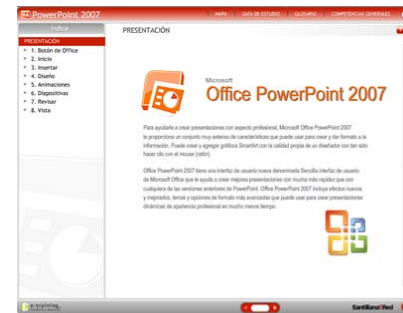 PowerPoint 2007
MAPA
GUÍA DE ESTUDIO
GLOSARIO
COMPETENCIAS GENERALES
Índice
PRESENTACIÓN
1. Botón de Office
2. Inicio
3. Insertar
4. Diseño
5. Animaciones
6. Diapositivas
7. Revisar
8. Vista
PRESENTACIÓN
Microsoft
Office PowerPoint 2007
Para ayudarle a crear presentaciones con aspecto profesional, Microsoft Office PowerPoint 2007
le proporciona un conjunto muy extenso de características que puede usar para crear y dar formato a la
información. Puede crear y agregar gráficos SmartArt con la calidad propia de un diseñador con tan sólo
hacer clic con el mouse (ratón).
Office PowerPoint 2007 tiene una interfaz de usuario nueva denominada Sencilla interfaz de usuario
de Microsoft Office que le ayuda a crear mejores presentaciones con mucha más rapidez que con
cualquiera de las versiones anteriores de PowerPoint. Office PowerPoint 2007 incluye efectos nuevos
y mejorados, temas y opciones de formato más avanzadas que puede usar para crear presentaciones
dinámicas de apariencia profesional en mucho menos tiempo.
e-training
Santillana Red